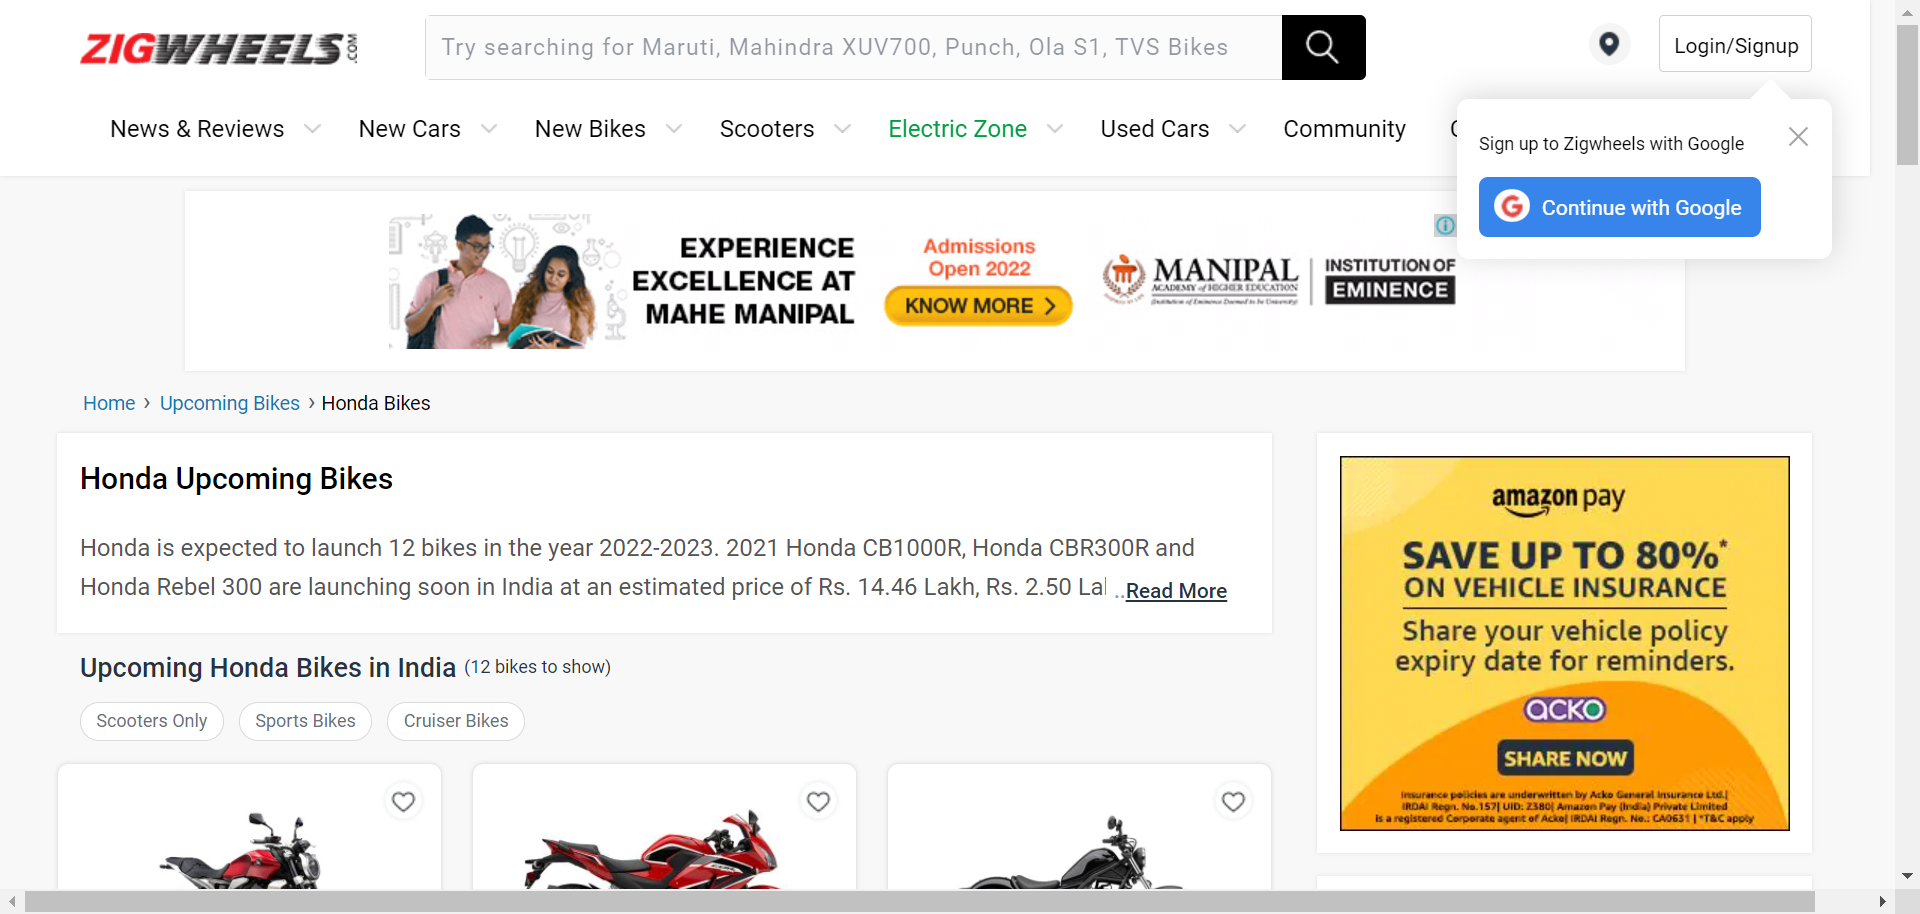 ZIGWHEELS.COM
Try searching for Maruti, Mahindra XUV700, Punch, Ola S1, TVS Bikes
Login/Signup
News & Reviews
New Cars
New Bikes
Scooters
Electric Zone
Used Cars
Community
Sign up to Zigwheels with Google
G Continue with Google
EXPERIENCE
EXCELLENCE AT
MAHE MANIPAL
Admissions
Open 2022
KNOW MORE
MANIPAL
ACADEMY of HIGHER EDUCATION
(Institution of Eminence Deemed to be University)
INSTITUTION OF
EMINENCE
Home › Upcoming Bikes › Honda Bikes
Honda Upcoming Bikes
Honda is expected to launch 12 bikes in the year 2022-2023. 2021 Honda CB1000R, Honda CBR300R and
Honda Rebel 300 are launching soon in India at an estimated price of Rs. 14.46 Lakh, Rs. 2.50 Lal ..Read More
Upcoming Honda Bikes in India (12 bikes to show)
Scooters Only
Sports Bikes
Cruiser Bikes
amazon pay
SAVE UP TO 80%*
ON VEHICLE INSURANCE
Share your vehicle policy
expiry date for reminders.
acko
SHARE NOW
Insurance policies are underwritten by Acko General Insurance Ltd.|
IRDAI Regn. No.157| UID: 2380| Amazon Pay (India) Private Limited
is a registered Corporate agent of Acko| IRDAI Regn. No.: CA0631 | *T&C apply